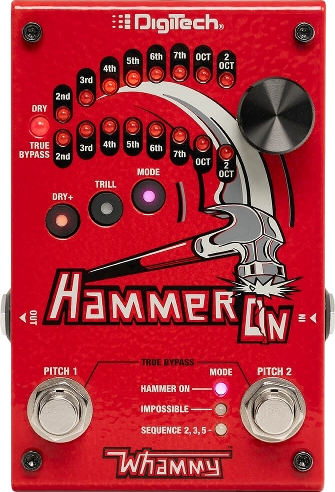 DigiTech®
2nd 3rd 4th 5th 6th 7th OCT 2 OCT
DRY
TRUE BYPASS
2nd 3rd 4th 5th 6th 7th OCT 2 OCT
DRY+ TRILL MODE
HAMMER ON
OUT IN
TRUE BYPASS
PITCH 1 MODE PITCH 2
HAMMER ON
IMPOSSIBLE
SEQUENCE 2, 3, 5
WHAMMY